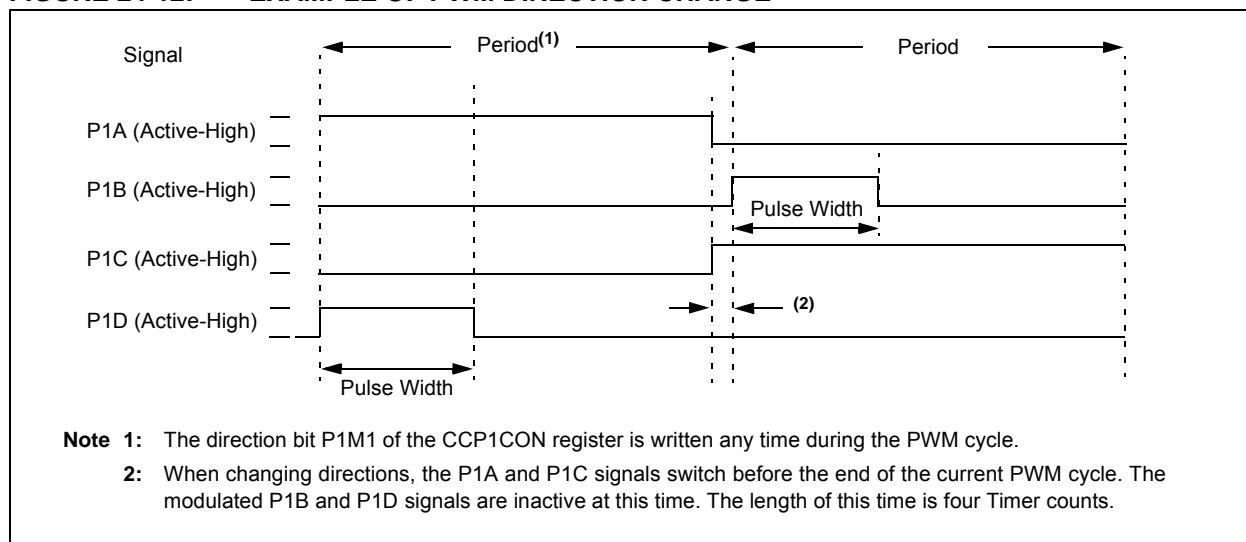 Signal
Period(1)
Period
P1A (Active-High)
P1B (Active-High)
Pulse Width
P1C (Active-High)
(2)
P1D (Active-High)
Pulse Width
Note 1: The direction bit P1M1 of the CCP1CON register is written any time during the PWM cycle.
2: When changing directions, the P1A and P1C signals switch before the end of the current PWM cycle. The
modulated P1B and P1D signals are inactive at this time. The length of this time is four Timer counts.